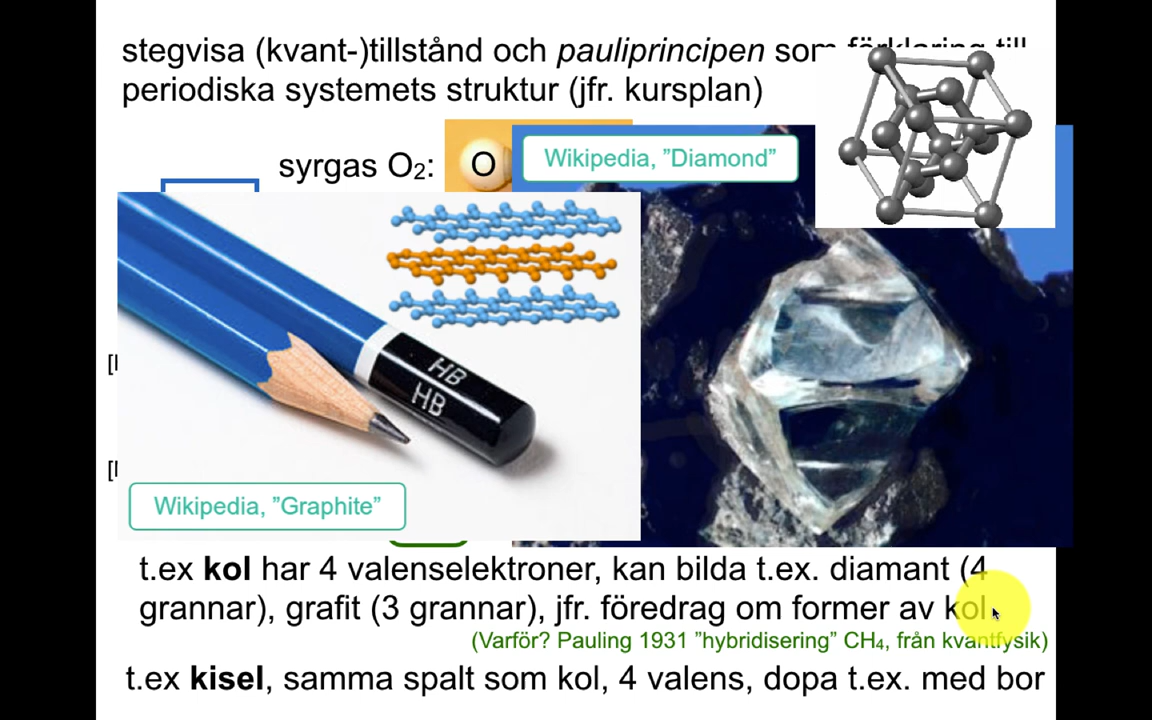 stegvisa (kvant-)tillstånd och pauliprincipen som förklaring till
periodiska systemets struktur (jfr. kursplan)
syrgas O₂:
O
Wikipedia, ”Diamond”
HB
HB
[
[
Wikipedia, ”Graphite”
t.ex kol har 4 valenselektroner, kan bilda t.ex. diamant (4
grannar), grafit (3 grannar), jfr. föredrag om former av kol.
(Varför? Pauling 1931 ”hybridisering” CH₄, från kvantfysik)
t.ex kisel, samma spalt som kol, 4 valens, dopa t.ex. med bor